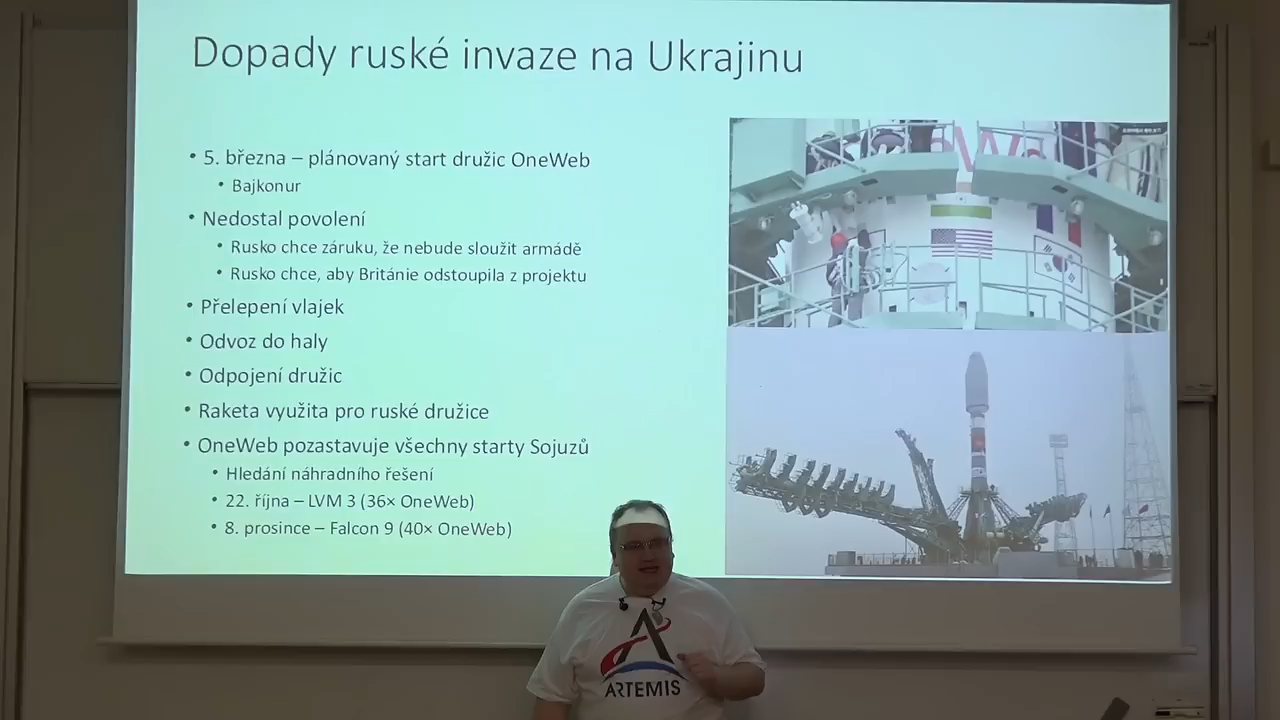 Dopady ruské invaze na Ukrajinu
• 5. března – plánovaný start družic OneWeb
• Bajkonur
• Nedostal povolení
• Rusko chce záruku, že nebude sloužit armádě
• Rusko chce, aby Británie odstoupila z projektu
• Přelepení vlajek
• Odvoz do haly
• Odpojení družic
• Raketa využita pro ruské družice
• OneWeb pozastavuje všechny starty Sojuzů
• Hledání náhradního řešení
• 22. října – LVM 3 (36× OneWeb)
• 8. prosince – Falcon 9 (40× OneWeb)
ARTEMIS